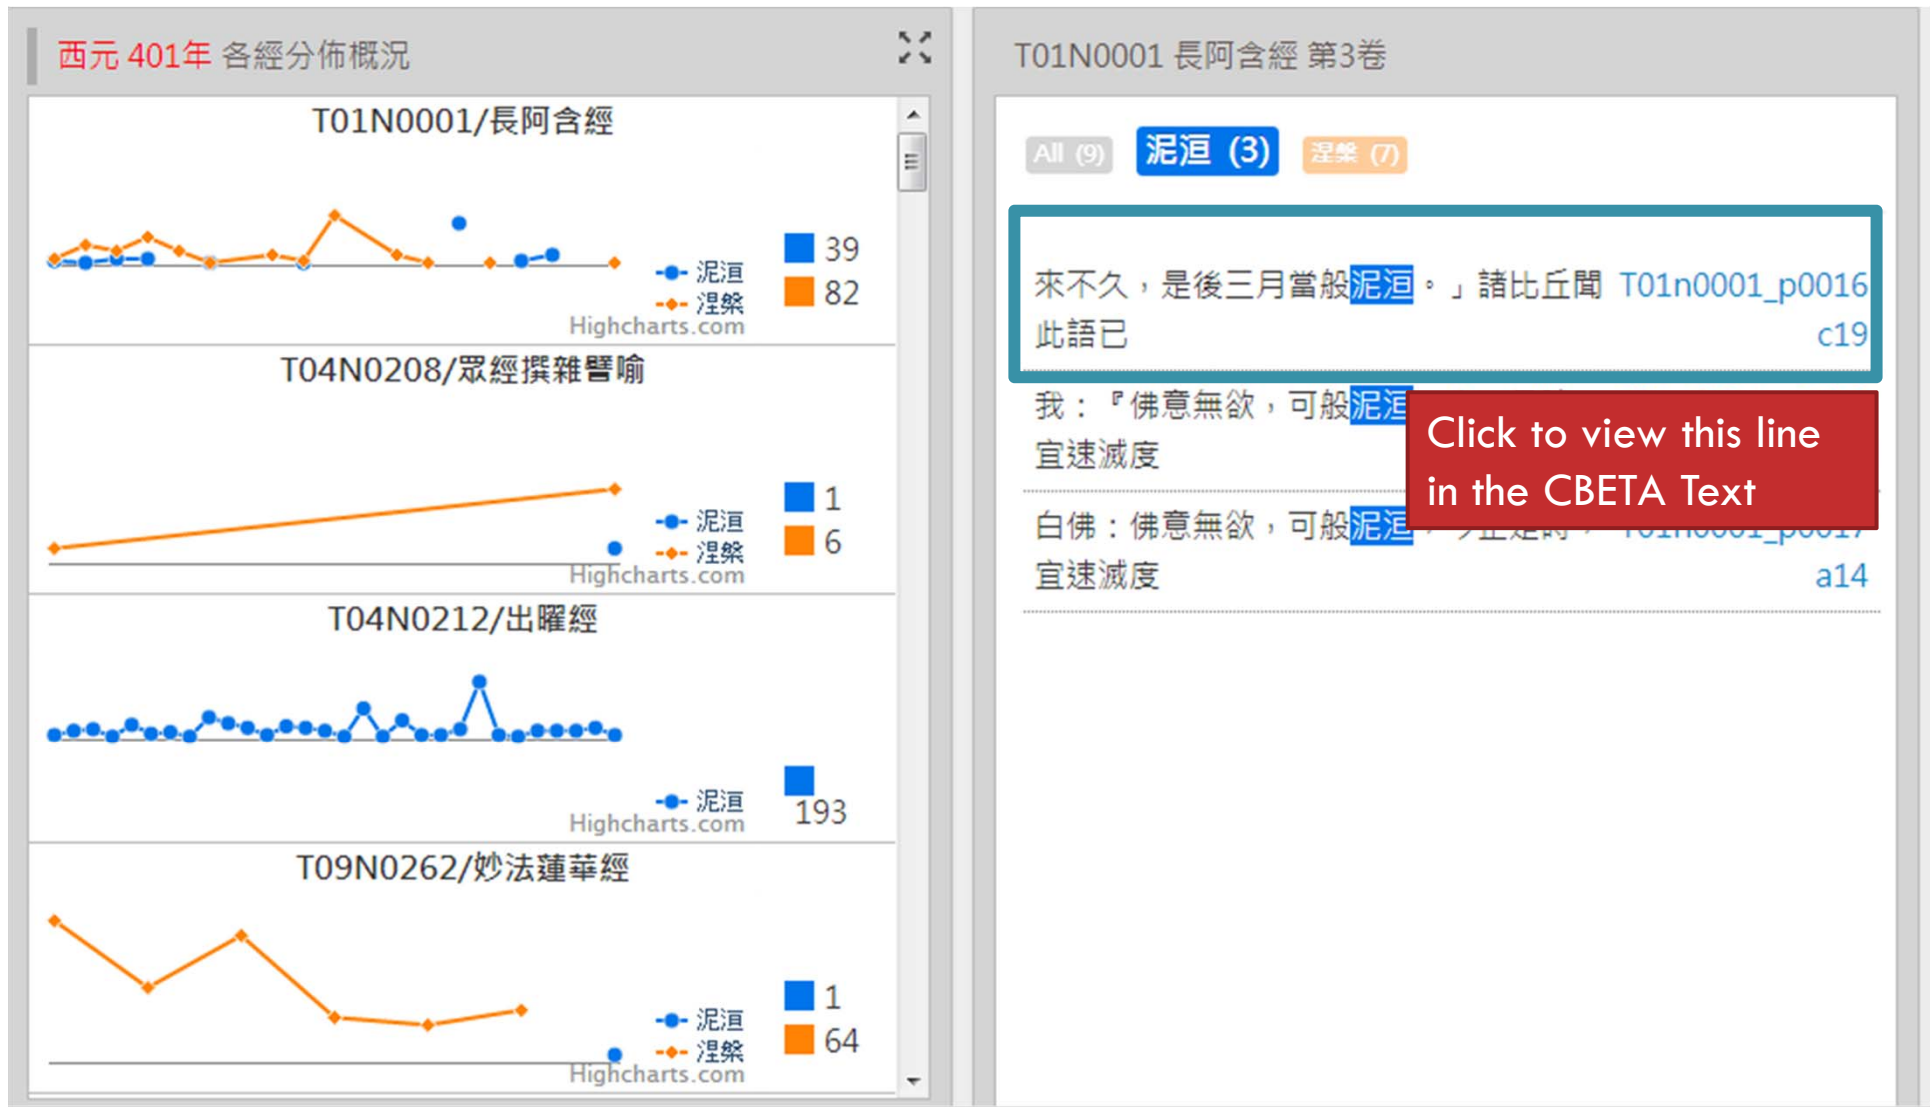 西元 401年 各經分佈概況
T01N0001/長阿含經
泥洹
涅槃
Highcharts.com
39
82
T04N0208/眾經撰雜譬喻
泥洹
涅槃
Highcharts.com
1
6
T04N0212/出曜經
泥洹
Highcharts.com
193
T09N0262/妙法蓮華經
泥洹
涅槃
Highcharts.com
1
64
T01N0001 長阿含經 第3卷
All (9) 泥洹 (3) 涅槃 (7)
來不久，是後三月當般泥洹。」諸比丘聞 T01n0001_p0016
此語已 c19
我：『佛意無欲，可般泥洹
宜速滅度
Click to view this line
in the CBETA Text
白佛：佛意無欲，可般泥洹，今正是時， T01n0001_p0017
宜速滅度 a14